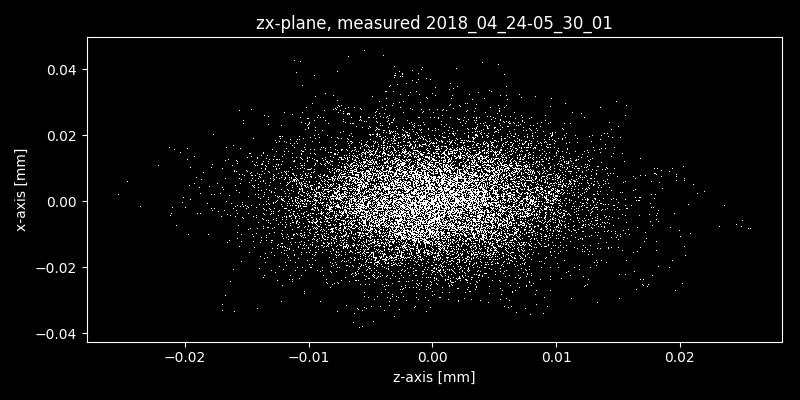 zx-plane, measured 2018_04_24-05_30_01
0.04
0.02
0.00
−0.02
−0.04
x-axis [mm]
−0.02 −0.01 0.00 0.01 0.02
z-axis [mm]